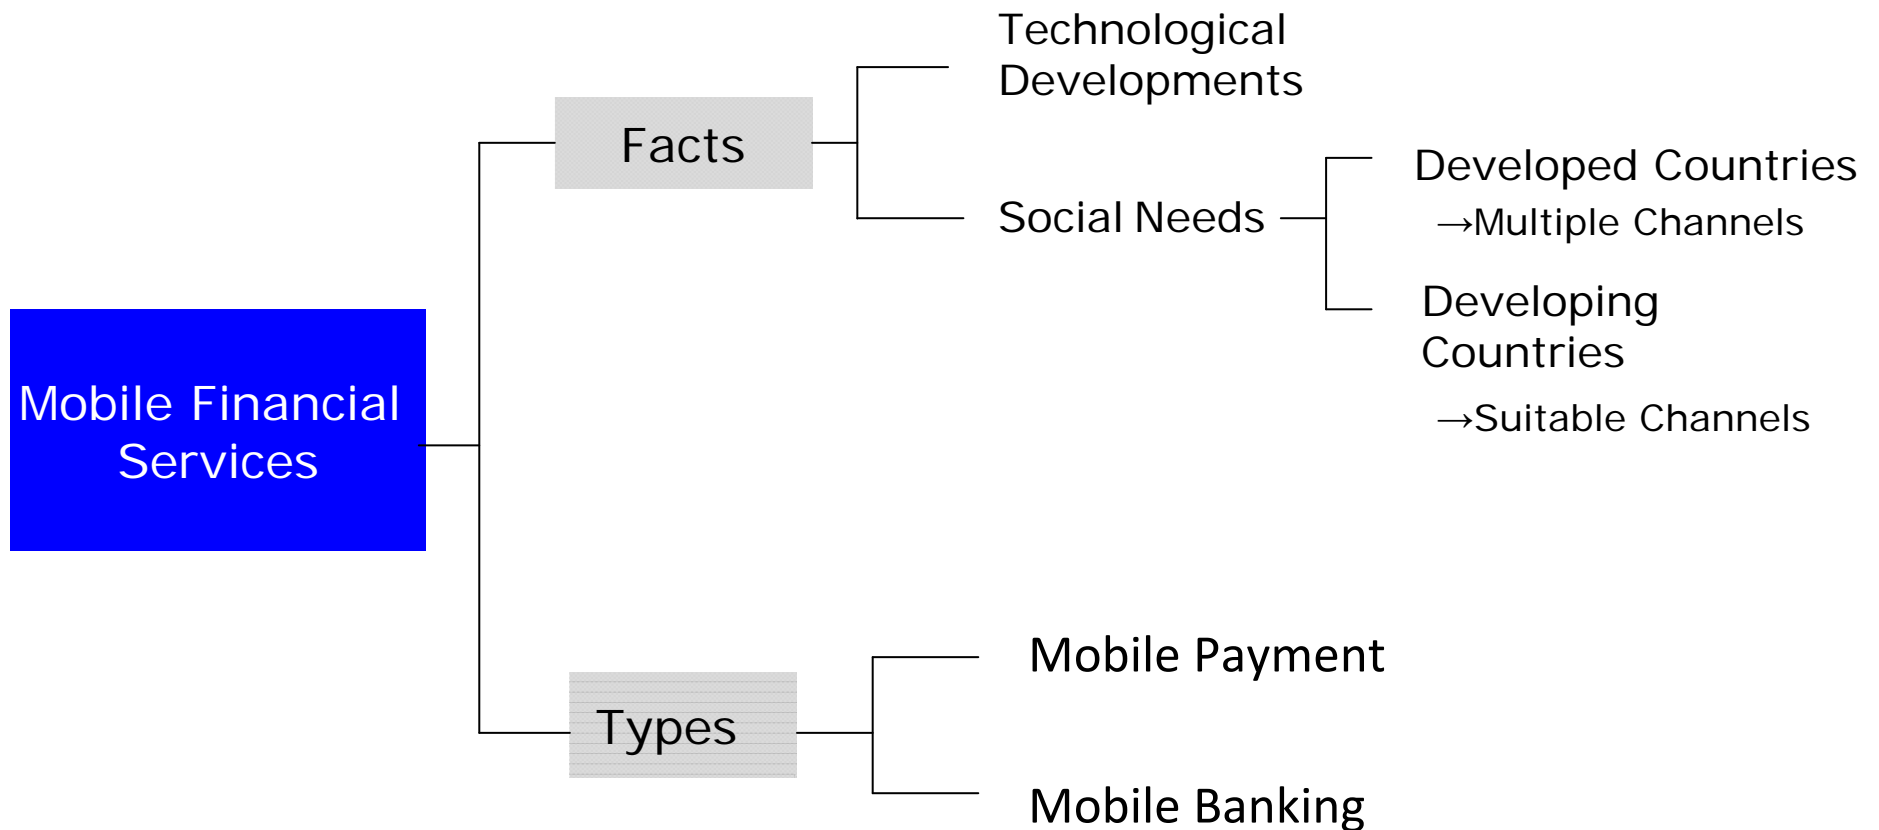 Mobile Financial
Services
Facts
Technological
Developments
Social Needs
Developed Countries
→Multiple Channels
Developing
Countries
→Suitable Channels
Types
Mobile Payment
Mobile Banking